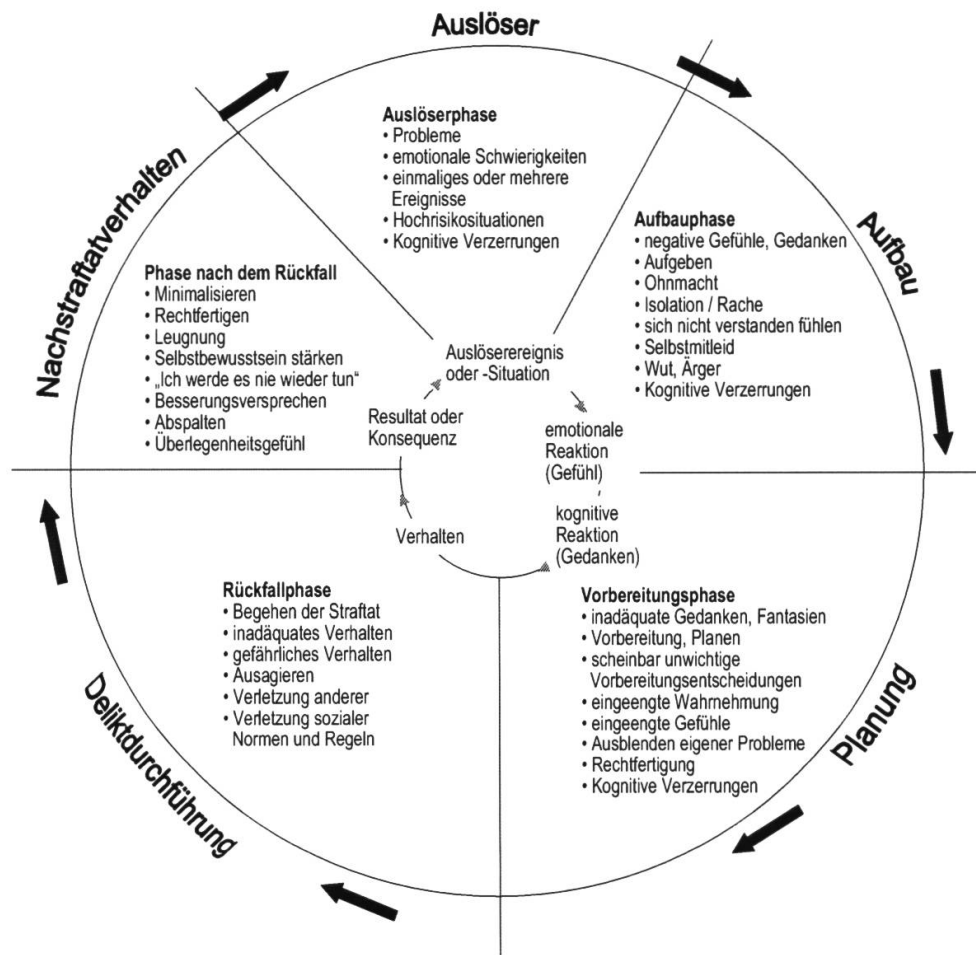 Auslöser
Auslöserphase
• Probleme
• emotionale Schwierigkeiten
• einmaliges oder mehrere
Ereignisse
• Hochrisikosituationen
• Kognitive Verzerrungen
Aufbau
Aufbauphase
• negative Gefühle, Gedanken
• Aufgeben
• Ohnmacht
• Isolation / Rache
• sich nicht verstanden fühlen
• Selbstmitleid
• Wut, Ärger
• Kognitive Verzerrungen
Planung
Vorbereitungsphase
• inadäquate Gedanken, Fantasien
• Vorbereitung, Planen
• scheinbar unwichtige
Vorbereitungsentscheidungen
• eingeengte Wahrnehmung
• eingeengte Gefühle
• Ausblenden eigener Probleme
• Rechtfertigung
• Kognitive Verzerrungen
Deliktdurchführung
Rückfallphase
• Begehen der Straftat
• inadäquates Verhalten
• gefährliches Verhalten
• Ausagieren
• Verletzung anderer
• Verletzung sozialer
Normen und Regeln
Nachstraftatverhalten
Phase nach dem Rückfall
• Minimalisieren
• Rechtfertigen
• Leugnung
• Selbstbewusstsein stärken
• „Ich werde es nie wieder tun“
• Besserungsversprechen
• Abspalten
• Überlegenheitsgefühl
Auslöserereignis
oder -Situation
emotionale
Reaktion
(Gefühl)
kognitive
Reaktion
(Gedanken)
Verhalten
Resultat oder
Konsequenz